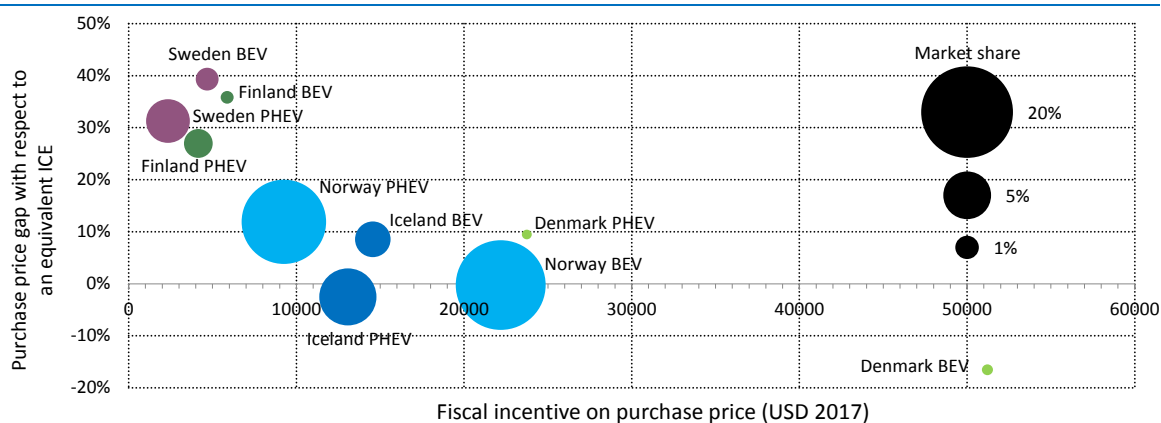 50%
40%
30%
20%
10%
0%
-10%
-20%
Purchase price gap with respect to
an equivalent ICE
Sweden BEV
Finland BEV
Sweden PHEV
Finland PHEV
Norway PHEV
Iceland BEV
Denmark PHEV
Norway BEV
Iceland PHEV
Denmark BEV
Market share
20%
5%
1%
0 10000 20000 30000 40000 50000 60000
Fiscal incentive on purchase price (USD 2017)